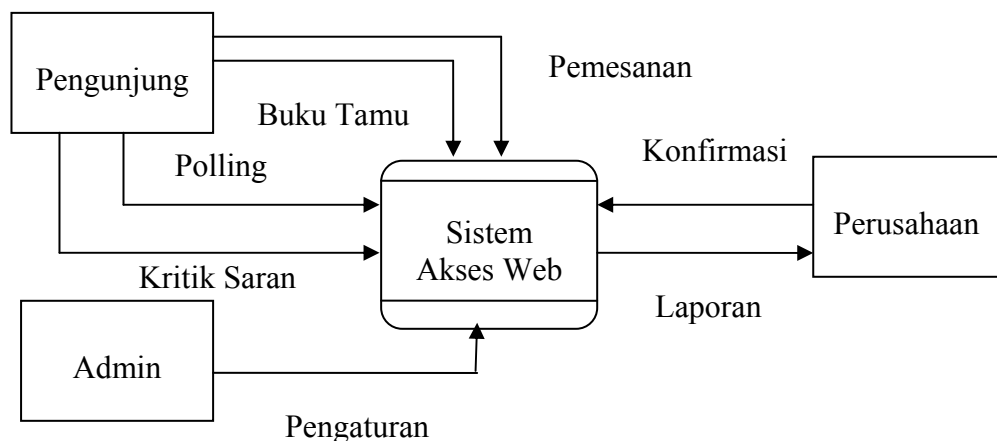 Pengunjung
Pemesanan
Buku Tamu
Polling
Konfirmasi
Sistem
Akses Web
Perusahaan
Kritik Saran
Laporan
Admin
Pengaturan